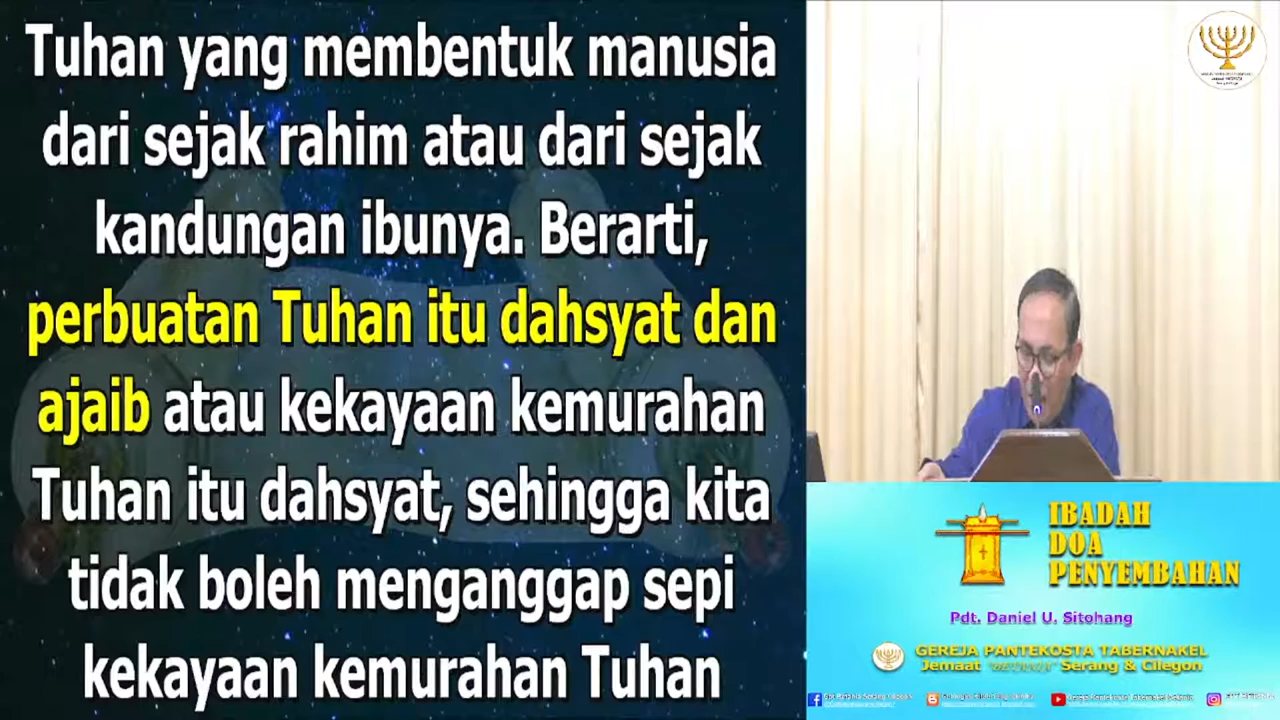 Tuhan yang membentuk manusia
dari sejak rahim atau dari sejak
kandungan ibunya. Berarti,
perbuatan Tuhan itu dahsyat dan
ajaib atau kekayaan kemurahan
Tuhan itu dahsyat, sehingga kita
tidak boleh menganggap sepi
kekayaan kemurahan Tuhan
IBADAH
DOA
PENYEMBAHAN
Pdt. Daniel U. Sitohang
GEREJA PANTEKOSTA TABERNAKEL
Jemaat Serang & Cilegon